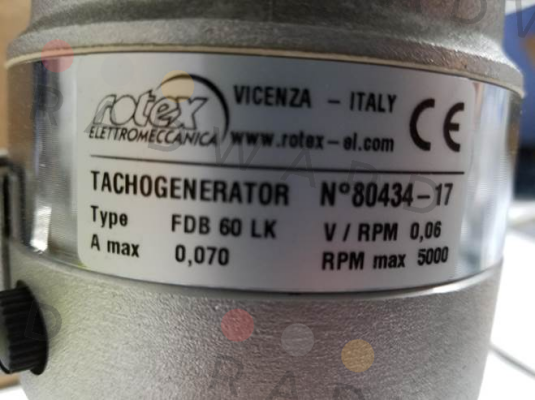 rotex
ELETTROMECCANICA
VICENZA - ITALY
www.rotex-el.com
CE
TACHOGENERATOR N°80434-17
Type FDB 60 LK V / RPM 0,06
A max 0,070 RPM max 5000